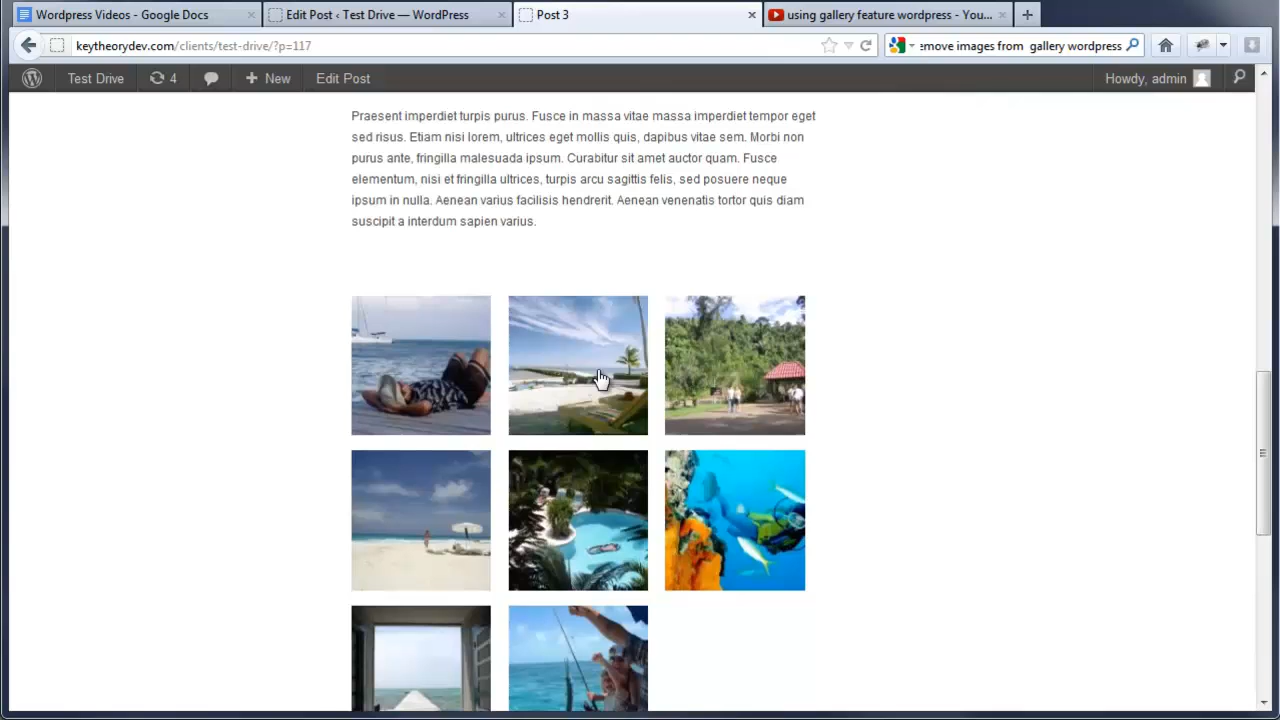 Wordpress Videos - Google Docs
Edit Post ‹ Test Drive — WordPress
Post 3
using gallery feature wordpress - You...
keytheorydev.com/clients/test-drive/?p=117
:emove images from gallery wordpress
Test Drive
4
New
Edit Post
Howdy, admin
Praesent imperdiet turpis purus. Fusce in massa vitae massa imperdiet tempor eget
sed risus. Etiam nisi lorem, ultrices eget mollis quis, dapibus vitae sem. Morbi non
purus ante, fringilla malesuada ipsum. Curabitur sit amet auctor quam. Fusce
elementum, nisi et fringilla ultrices, turpis arcu sagittis felis, sed posuere neque
ipsum in nulla. Aenean varius facilisis hendrerit. Aenean venenatis tortor quis diam
suscipit a interdum sapien varius.